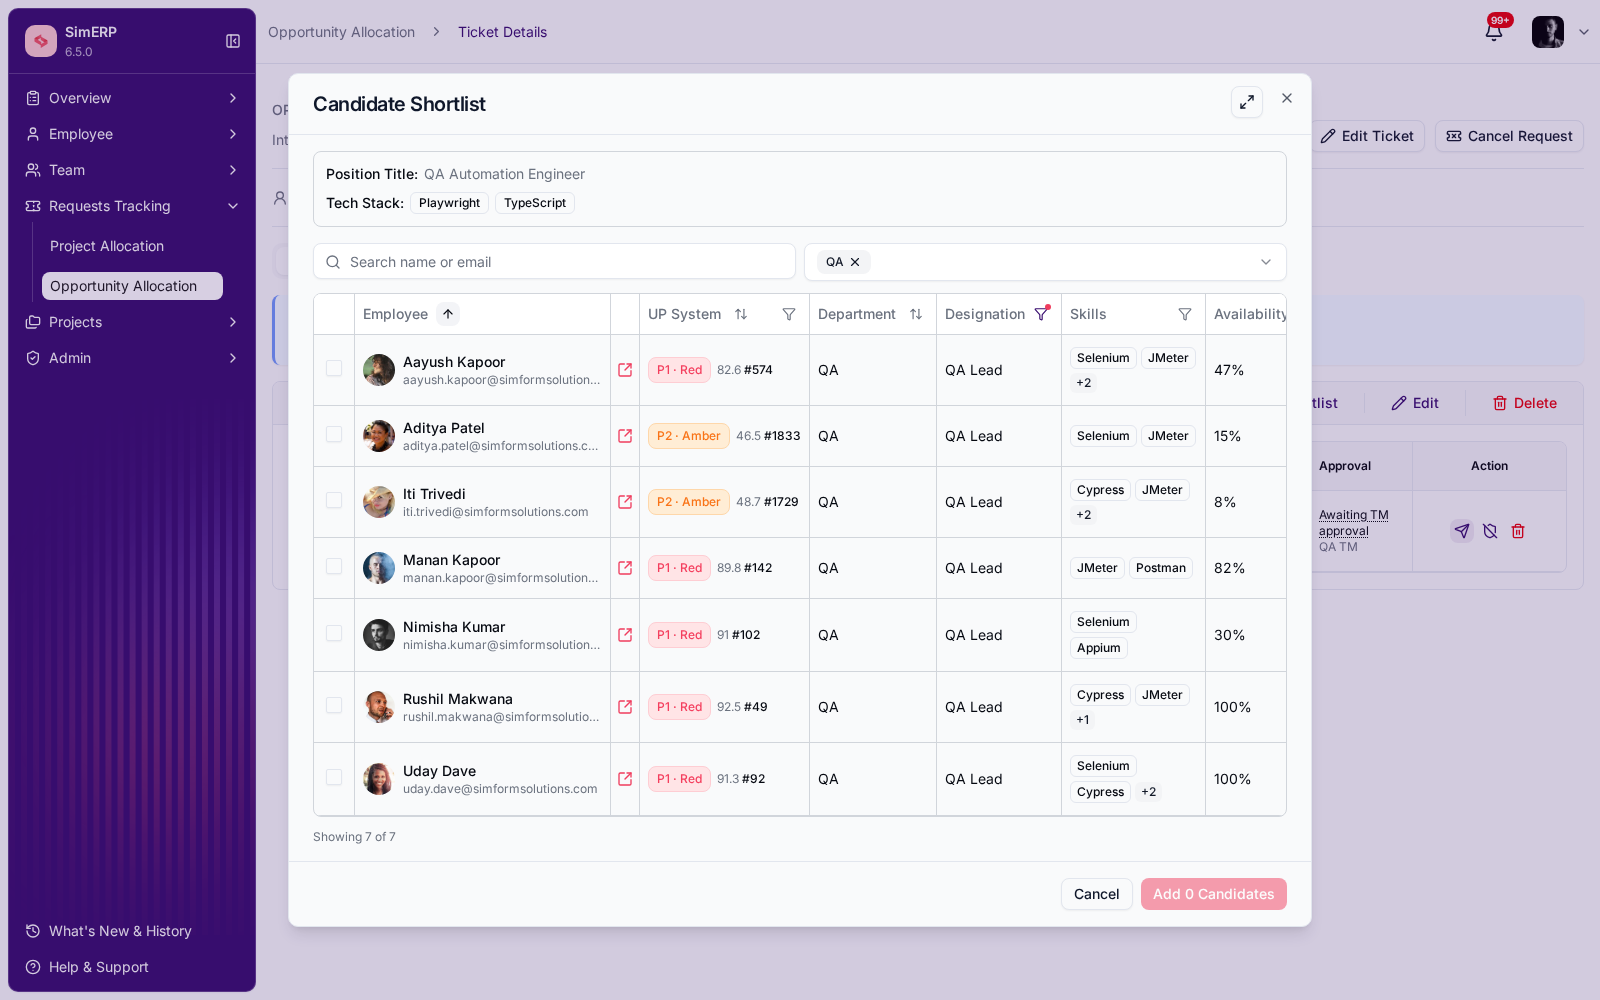 SimERP
6.5.0
Overview
Employee
Team
Requests Tracking
Project Allocation
Opportunity Allocation
Projects
Admin
What's New & History
Help & Support
Opportunity Allocation
Ticket Details
99+
Edit Ticket
Cancel Request
Candidate Shortlist
Position Title: QA Automation Engineer
Tech Stack: Playwright TypeScript
Search name or email
QA
Employee UP System Department Designation Skills Availability
Aayush Kapoor
aayush.kapoor@simformsolution...
P1 · Red 82.6 #574 QA QA Lead Selenium JMeter +2 47%
Aditya Patel
aditya.patel@simformsolutions.c...
P2 · Amber 46.5 #1833 QA QA Lead Selenium JMeter 15%
Iti Trivedi
iti.trivedi@simformsolutions.com
P2 · Amber 48.7 #1729 QA QA Lead Cypress JMeter +2 8%
Manan Kapoor
manan.kapoor@simformsolution...
P1 · Red 89.8 #142 QA QA Lead JMeter Postman 82%
Nimisha Kumar
nimisha.kumar@simformsolution...
P1 · Red 91 #102 QA QA Lead Selenium Appium 30%
Rushil Makwana
rushil.makwana@simformsolutio...
P1 · Red 92.5 #49 QA QA Lead Cypress JMeter +1 100%
Uday Dave
uday.dave@simformsolutions.com
P1 · Red 91.3 #92 QA QA Lead Selenium Cypress +2 100%
Showing 7 of 7
Cancel
Add 0 Candidates
Edit
Delete
Approval
Action
Awaiting TM
approval
QA TM